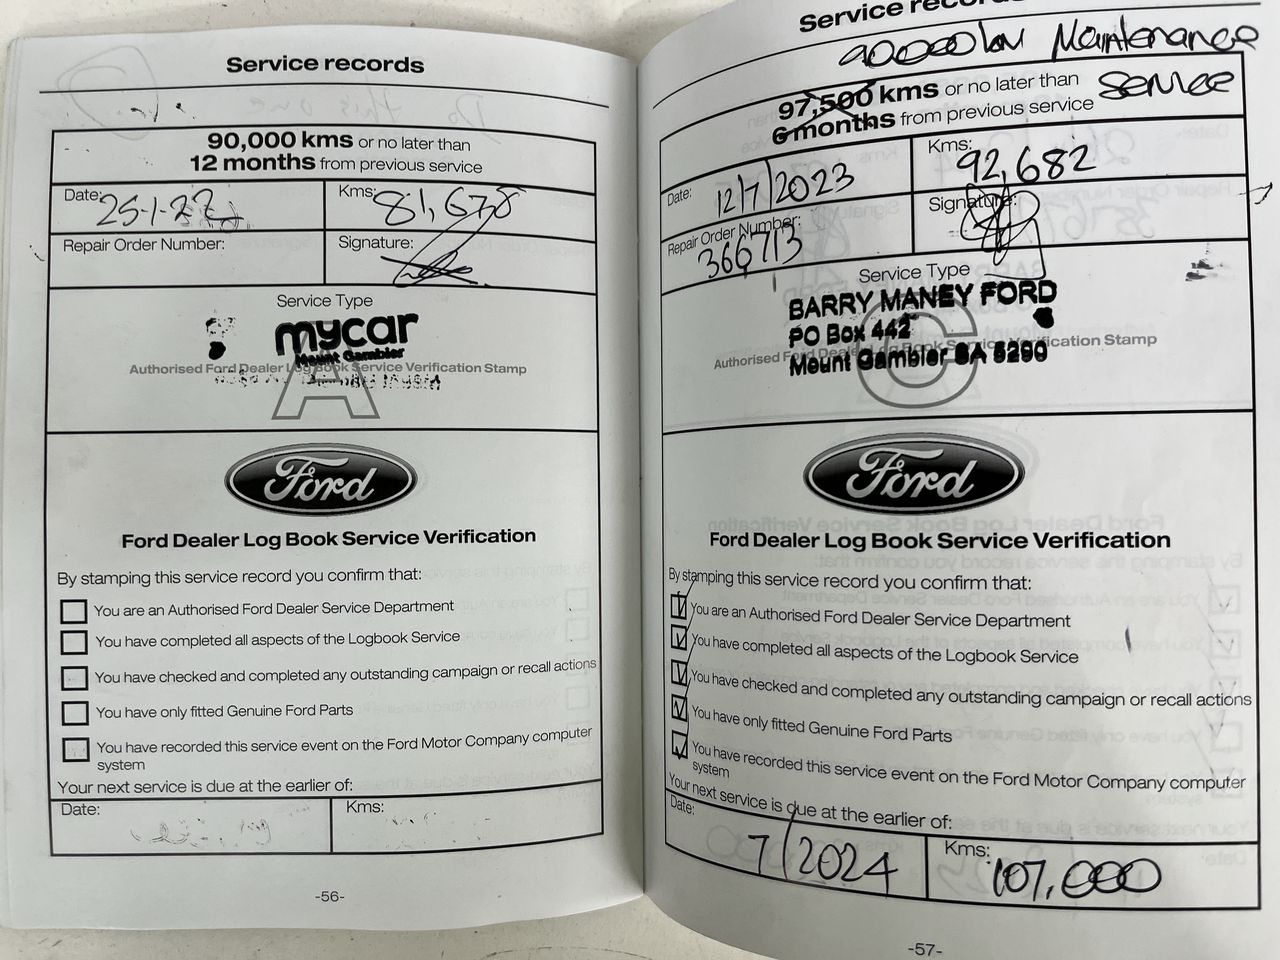 Service records
90,000 kms or no later than
12 months from previous service
Date: 25-1-22
Kms: 81,678
Repair Order Number:
Signature:
Service Type
mycar
Mount Gambier
A
Authorised Ford Dealer Log Book Service Verification Stamp
Ford
Ford Dealer Log Book Service Verification
By stamping this service record you confirm that:
You are an Authorised Ford Dealer Service Department
You have completed all aspects of the Logbook Service
You have checked and completed any outstanding campaign or recall actions
You have only fitted Genuine Ford Parts
You have recorded this service event on the Ford Motor Company computer
system
Your next service is due at the earlier of:
Date:
Kms:
-56-
Service records
90000km Maintenance
Service
97,500 kms or no later than
6 months from previous service
Date: 12/7/2023
Kms: 92,682
Repair Order Number: 366713
Signature:
Service Type
BARRY MANEY FORD
PO Box 442
Mount Gambier SA 5290
C
Authorised Ford Dealer Log Book Service Verification Stamp
Ford
Ford Dealer Log Book Service Verification
By stamping this service record you confirm that:
You are an Authorised Ford Dealer Service Department
You have completed all aspects of the Logbook Service
You have checked and completed any outstanding campaign or recall actions
You have only fitted Genuine Ford Parts
You have recorded this service event on the Ford Motor Company computer
system
Your next service is due at the earlier of:
Date: 7/2024
Kms: 107,000
-57-